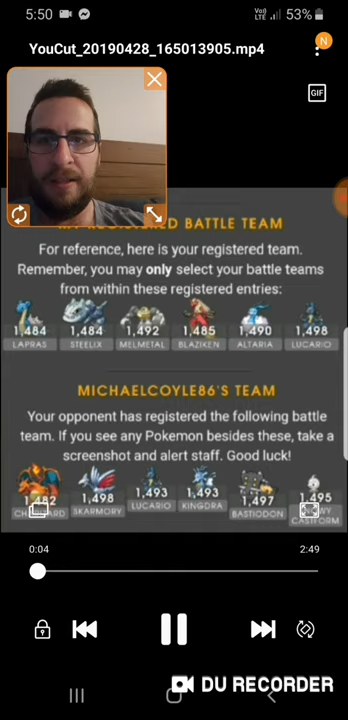 5:50
Vo)) LTE 53%
YouCut_20190428_165013905.mp4
N
GIF
REGISTERED BATTLE TEAM
For reference, here is your registered team.
Remember, you may only select your battle teams
from within these registered entries:
1,484 1,484 1,492 1,485 1,490 1,498
LAPRAS STEELIX MELMETAL BLAZIKEN ALTARIA LUCARIO
MICHAELCOYLE86'S TEAM
Your opponent has registered the following battle
team. If you see any Pokemon besides these, take a
screenshot and alert staff. Good luck!
1,498 1,493 1,493 1,497 1,495
SKARMORY LUCARIO KINGDRA BASTIODON
CASTFORM
0:04 2:49
DU RECORDER